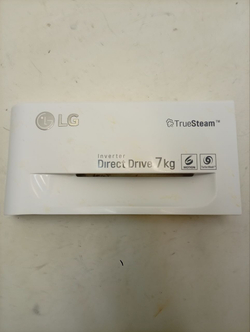 LG
TrueSteam™
Inverter
Direct Drive 7kg